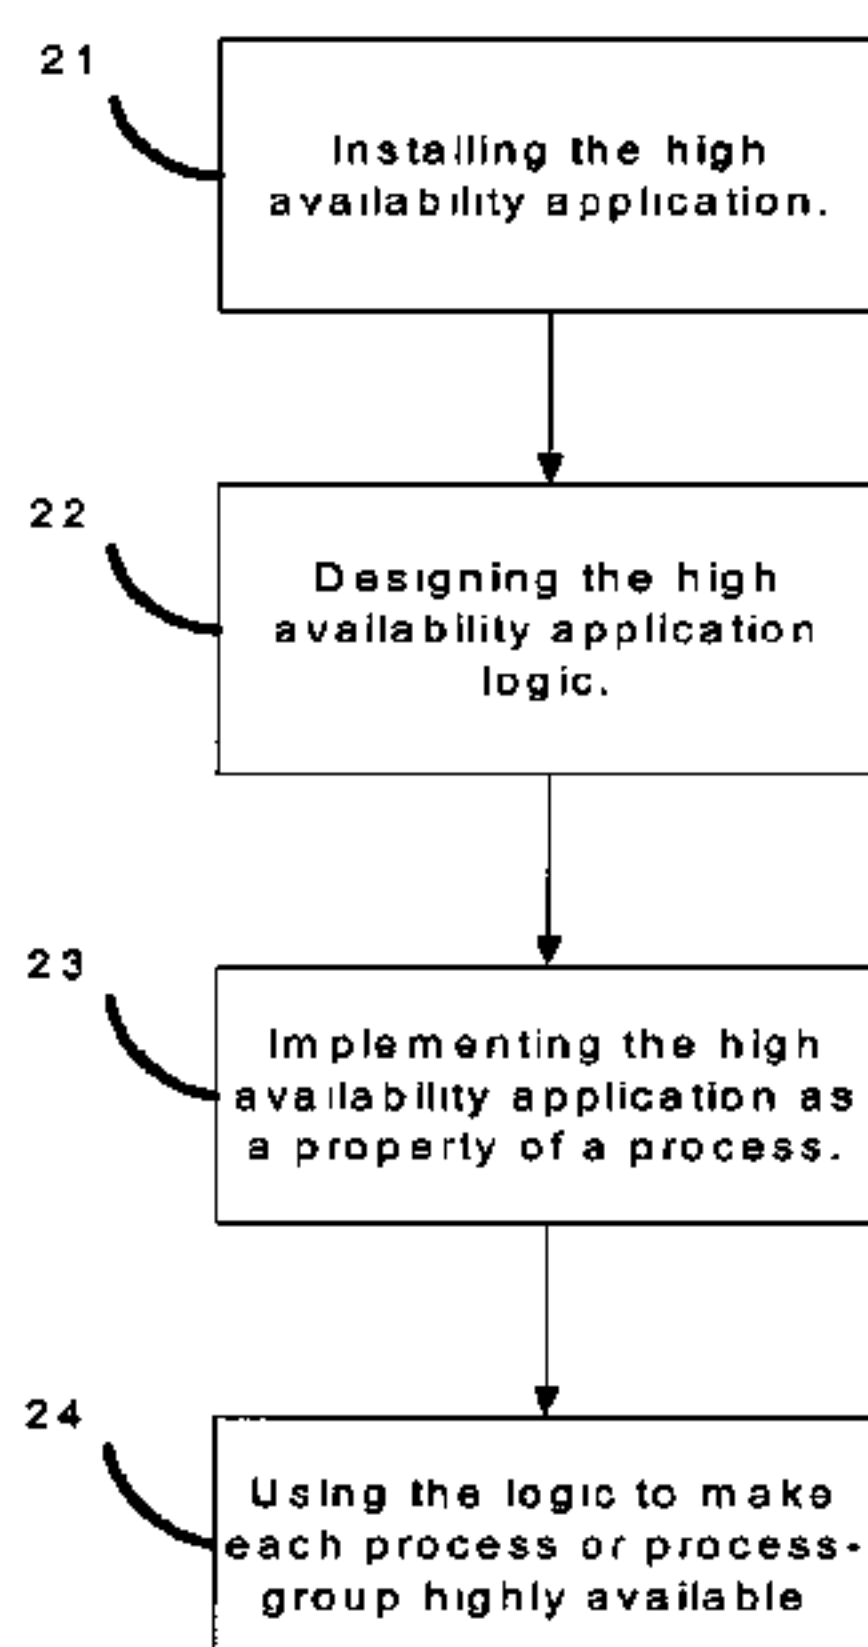 21
Installing the high
availability application.
22
Designing the high
availability application
logic.
23
Implementing the high
availability application as
a property of a process.
24
Using the logic to make
each process or process-
group highly available